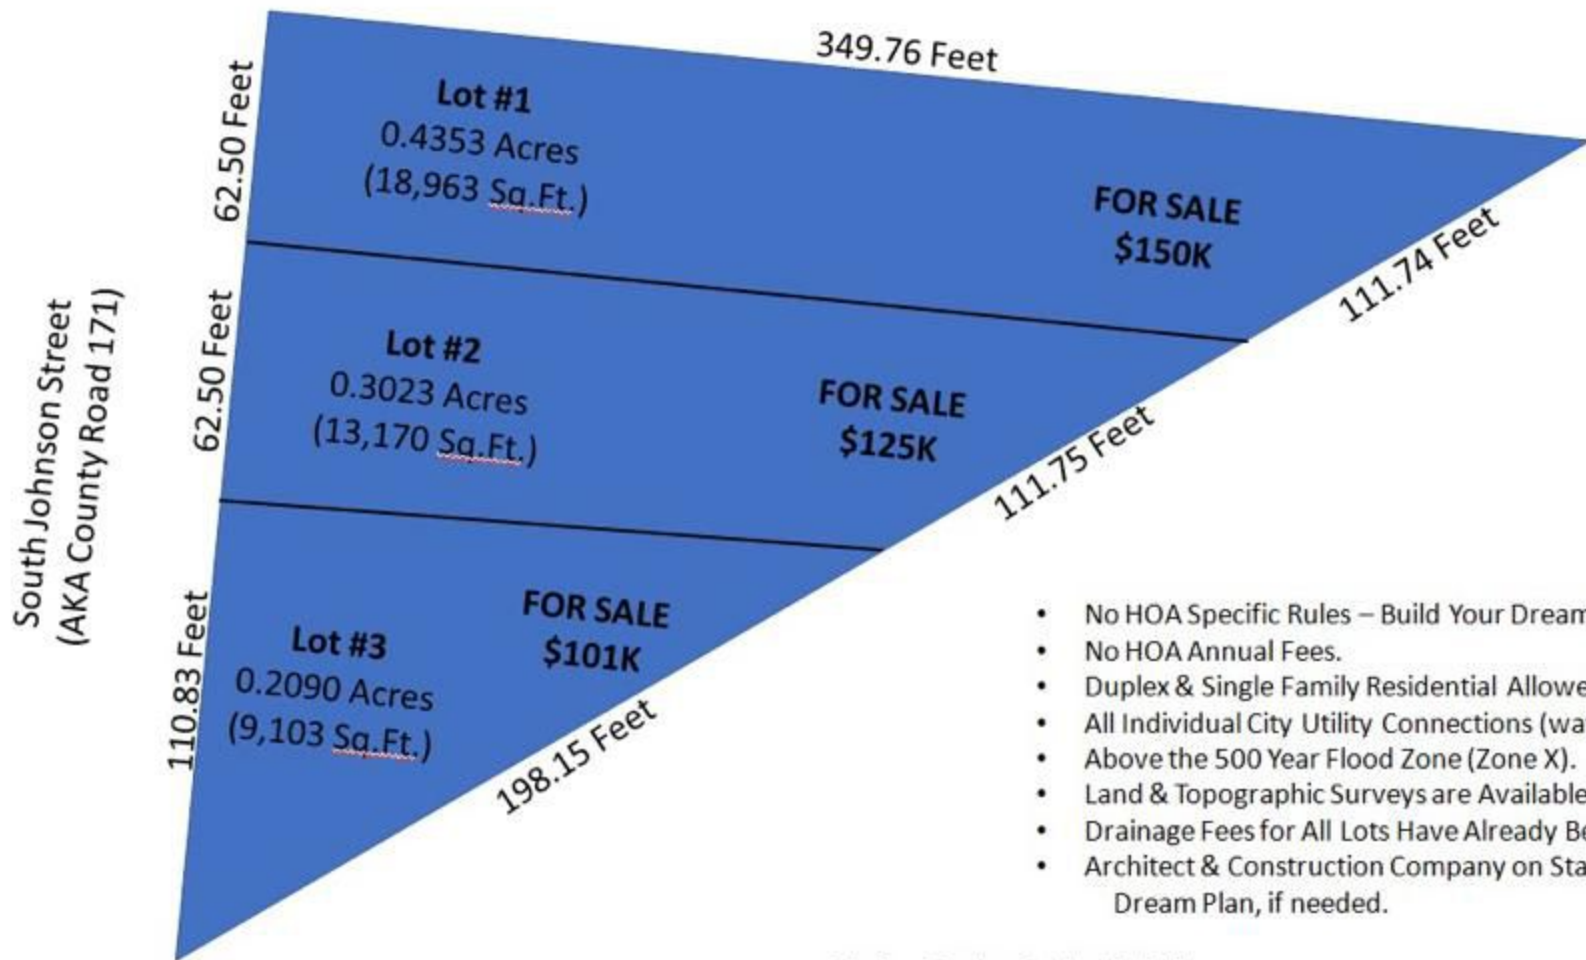 349.76 Feet
62.50 Feet
Lot #1
0.4353 Acres
(18,963 Sq.Ft.)
FOR SALE
$150K
111.74 Feet
South Johnson Street
(AKA County Road 171)
62.50 Feet
Lot #2
0.3023 Acres
(13,170 Sq.Ft.)
FOR SALE
$125K
111.75 Feet
110.83 Feet
Lot #3
0.2090 Acres
(9,103 Sq.Ft.)
FOR SALE
$101K
198.15 Feet
• No HOA Specific Rules – Build Your Dream
• No HOA Annual Fees.
• Duplex & Single Family Residential
• All Individual City Utility Connections
• Above the 500 Year Flood Zone (Zone X).
• Land & Topographic Surveys are Available
• Drainage Fees for All Lots Have Already
• Architect & Construction Company on
Dream Plan, if needed.